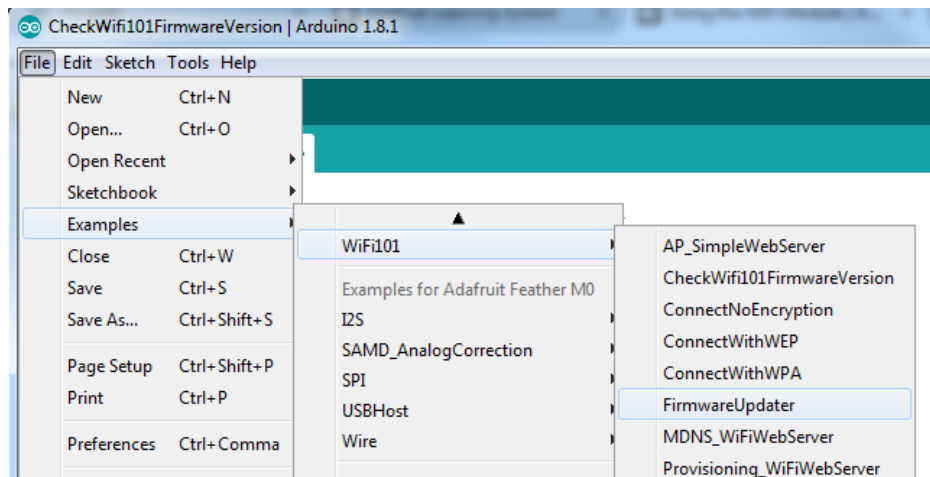 CheckWifi101FirmwareVersion | Arduino 1.8.1
File Edit Sketch Tools Help
New Ctrl+N
Open... Ctrl+O
Open Recent
Sketchbook
Examples
Close Ctrl+W
Save Ctrl+S
Save As... Ctrl+Shift+S
Page Setup Ctrl+Shift+P
Print Ctrl+P
Preferences Ctrl+Comma
WiFi101
Examples for Adafruit Feather M0
I2S
SAMD_AnalogCorrection
SPI
USBHost
Wire
AP_SimpleWebServer
CheckWifi101FirmwareVersion
ConnectNoEncryption
ConnectWithWEP
ConnectWithWPA
FirmwareUpdater
MDNS_WiFiWebServer
Provisioning_WiFiWebServer